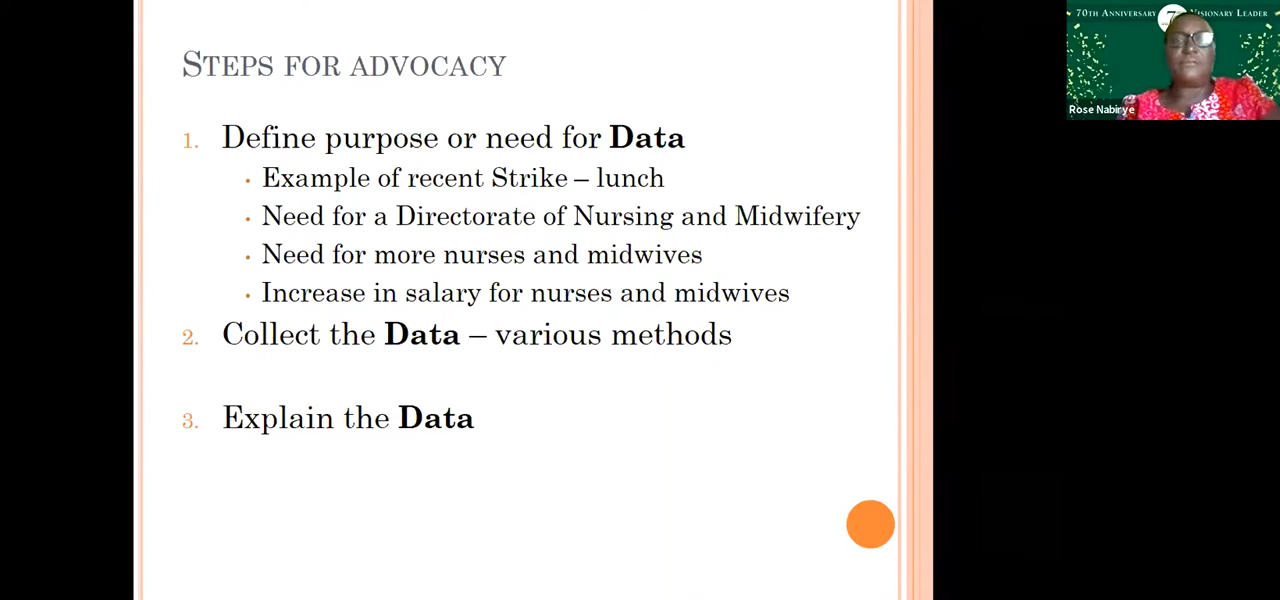 STEPS FOR ADVOCACY
1. Define purpose or need for Data
• Example of recent Strike – lunch
• Need for a Directorate of Nursing and Midwifery
• Need for more nurses and midwives
• Increase in salary for nurses and midwives
2. Collect the Data – various methods
3. Explain the Data
70TH ANNIVERSARY 7 VISIONARY LEADER
Rose Nabirye